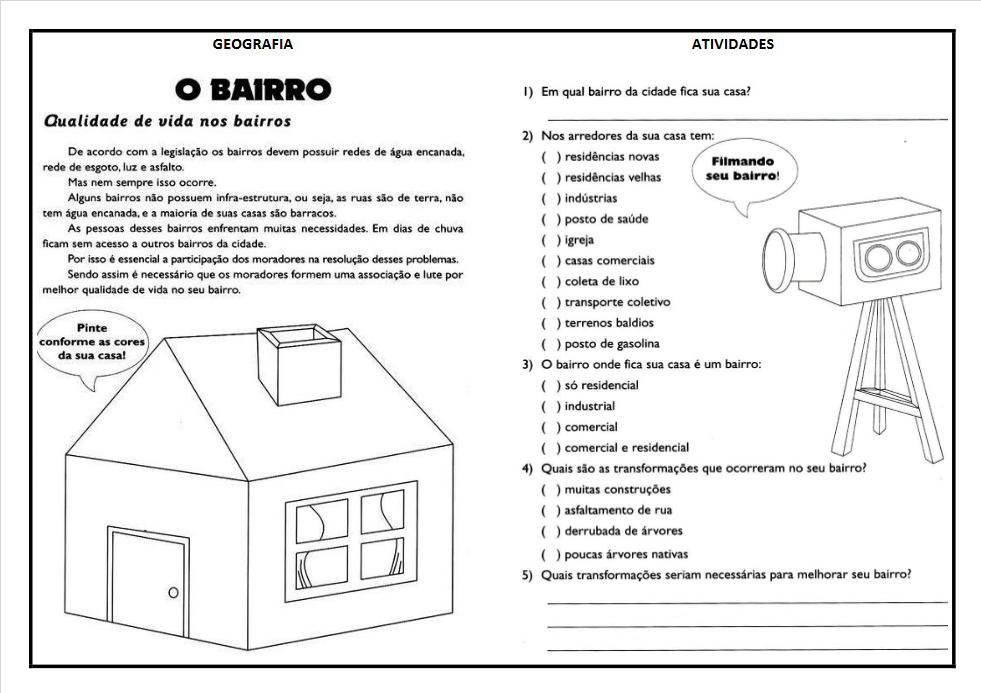 GEOGRAFIA
O BAIRRO
Qualidade de vida nos bairros
De acordo com a legislação os bairros devem possuir redes de água encanada,
rede de esgoto, luz e asfalto.
Mas nem sempre isso ocorre.
Alguns bairros não possuem infra-estrutura, ou seja, as ruas são de terra, não
tem água encanada, e a maioria de suas casas são barracos.
As pessoas desses bairros enfrentam muitas necessidades. Em dias de chuva
ficam sem acesso a outros bairros da cidade.
Por isso é essencial a participação dos moradores na resolução desses problemas.
Sendo assim é necessário que os moradores formem uma associação e lute por
melhor qualidade de vida no seu bairro.
Pinte
conforme as cores
da sua casa!
ATIVIDADES
1) Em qual bairro da cidade fica sua casa?
2) Nos arredores da sua casa tem:
( ) residências novas
( ) residências velhas
( ) indústrias
( ) posto de saúde
( ) igreja
( ) casas comerciais
( ) coleta de lixo
( ) transporte coletivo
( ) terrenos baldios
( ) posto de gasolina
Filmando
seu bairro!
3) O bairro onde fica sua casa é um bairro:
( ) só residencial
( ) industrial
( ) comercial
( ) comercial e residencial
4) Quais são as transformações que ocorreram no seu bairro?
( ) muitas construções
( ) asfaltamento de rua
( ) derrubada de árvores
( ) poucas árvores nativas
5) Quais transformações seriam necessárias para melhorar seu bairro?